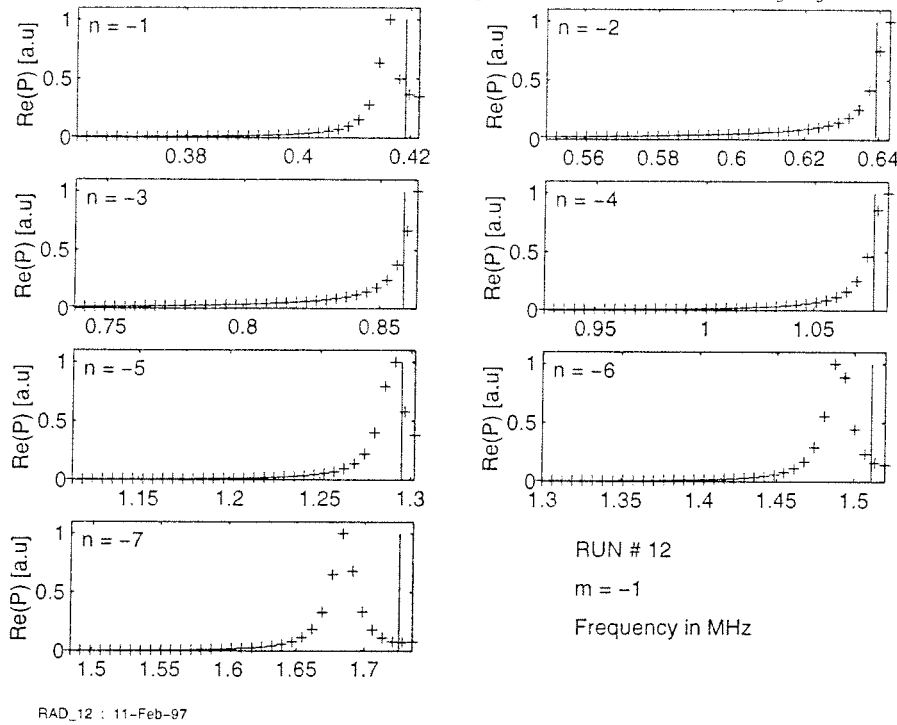 n = −1
Re(P) [a.u]
1
0.5
0
0.38
0.4
0.42
n = −2
Re(P) [a.u]
1
0.5
0
0.56
0.58
0.6
0.62
0.64
n = −3
Re(P) [a.u]
1
0.5
0
0.75
0.8
0.85
n = −4
Re(P) [a.u]
1
0.5
0
0.95
1
1.05
n = −5
Re(P) [a.u]
1
0.5
0
1.15
1.2
1.25
1.3
n = −6
Re(P) [a.u]
1
0.5
0
1.3
1.35
1.4
1.45
1.5
n = −7
Re(P) [a.u]
1
0.5
0
1.5
1.55
1.6
1.65
1.7
RUN # 12
m = −1
Frequency in MHz
RAD_12 : 11−Feb−97